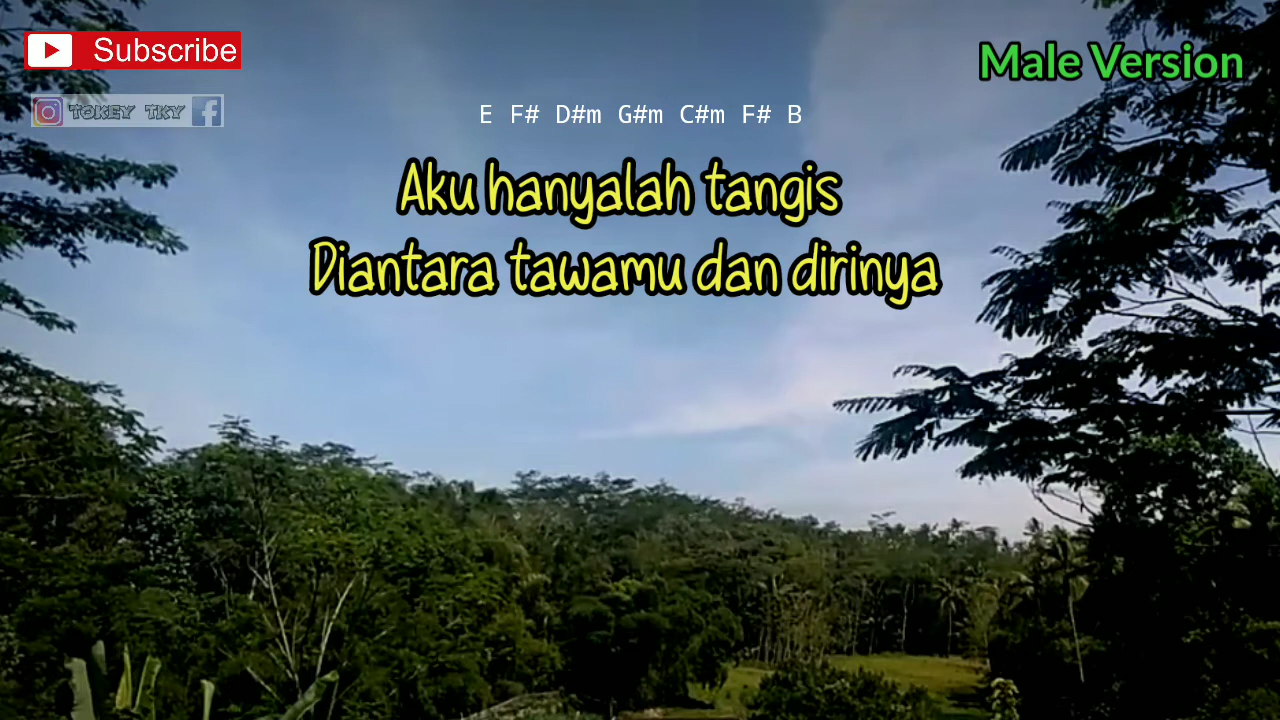 Subscribe
Male Version
TOKEY TKY
E F# D#m G#m C#m F# B
Aku hanyalah tangis
Diantara tawamu dan dirinya